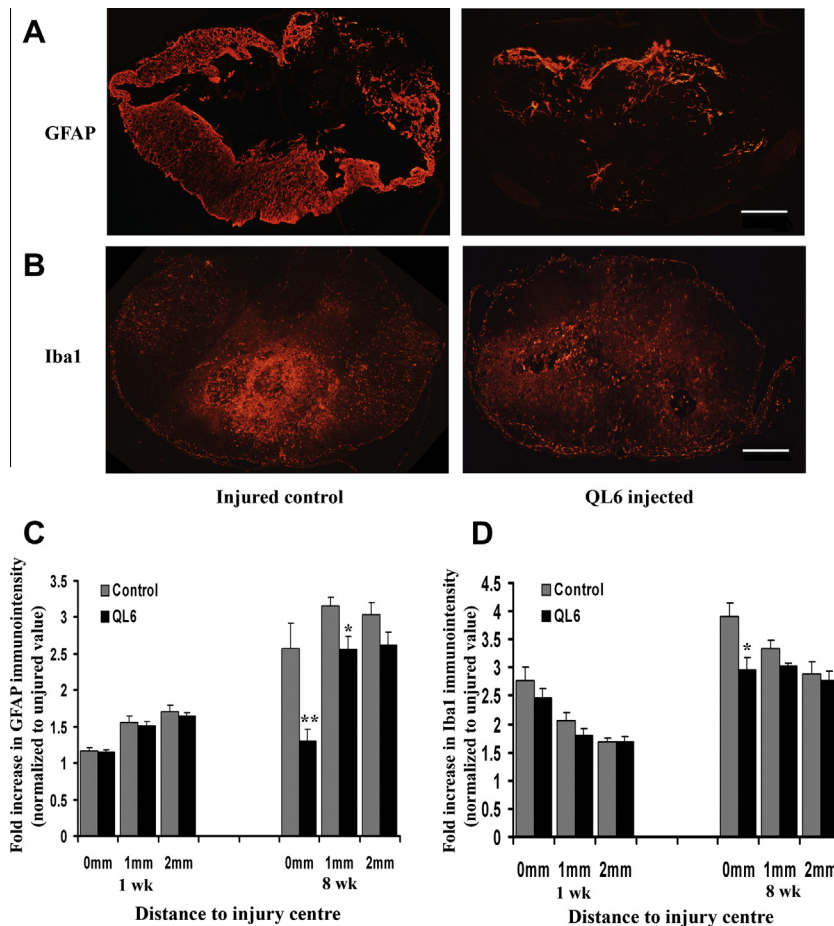 A
GFAP
B
Iba1
Injured control
QL6 injected
C
Fold increase in GFAP immunointensity
(normalized to unjured value)
3.5
3
2.5
2
1.5
1
0.5
0
Control
QL6
**
*
0mm 1mm 2mm 0mm 1mm 2mm
1 wk 8 wk
Distance to injury centre
D
Fold increase in Iba1 immunointensity
(normalized to unjured value)
4.5
4
3.5
3
2.5
2
1.5
1
0.5
0
Control
QL6
*
0mm 1mm 2mm 0mm 1mm 2mm
1 wk 8 wk
Distance to injury centre